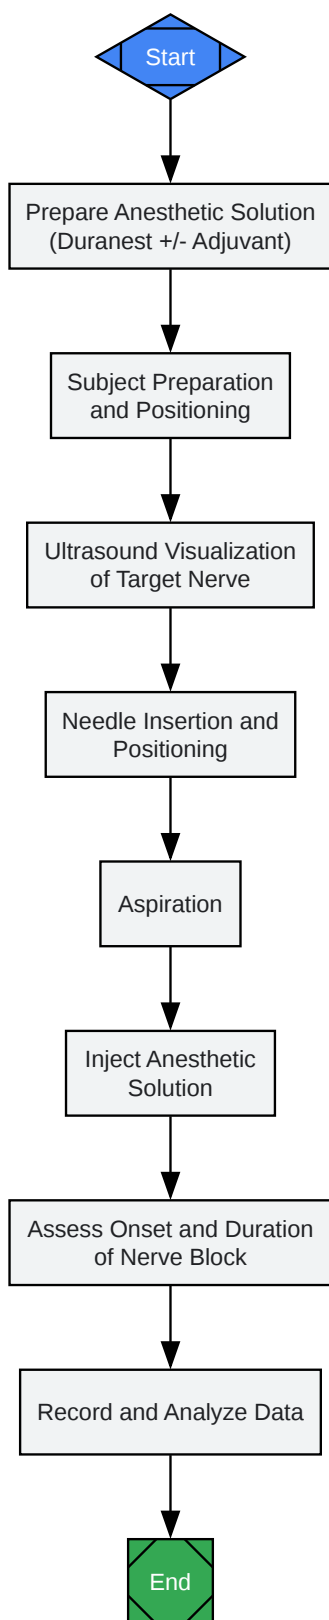 Start
Prepare Anesthetic Solution
(Duranest +/- Adjuvant)
Subject Preparation
and Positioning
Ultrasound Visualization
of Target Nerve
Needle Insertion and
Positioning
Aspiration
Inject Anesthetic
Solution
Assess Onset and Duration
of Nerve Block
Record and Analyze Data
End